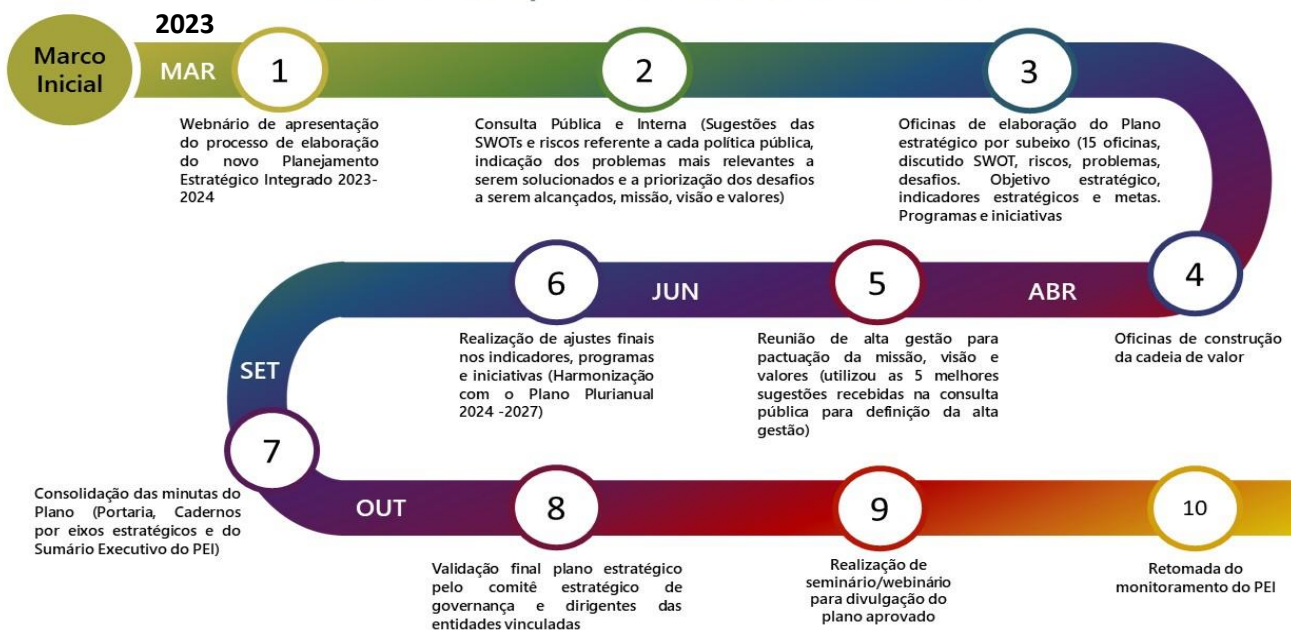 2023
Marco
Inicial
MAR
1
2
3
Webnário de apresentação
do processo de elaboração
do novo Planejamento
Estratégico Integrado 2023-
2024
Consulta Pública e Interna (Sugestões das
SWOTs e riscos referente a cada política pública,
indicação dos problemas mais relevantes a
serem solucionados e a priorização dos desafios
a serem alcançados, missão, visão e valores)
Oficinas de elaboração do Plano
estratégico por subeixo (15 oficinas,
discutido SWOT, riscos, problemas,
desafios. Objetivo estratégico,
indicadores estratégicos e metas.
Programas e iniciativas
4
ABR
5
JUN
6
Oficinas de construção
da cadeia de valor
Reunião de alta gestão para
pactuação da missão, visão e
valores (utilizou as 5 melhores
sugestões recebidas na consulta
pública para definição da alta
gestão)
Realização de ajustes finais
nos indicadores, programas
e iniciativas (Harmonização
com o Plano Plurianual
2024 -2027)
SET
7
Consolidação das minutas do
Plano (Portaria, Cadernos
por eixos estratégicos e do
Sumário Executivo do PEI)
OUT
8
9
10
Validação final plano estratégico
pelo comitê estratégico de
governança e dirigentes das
entidades vinculadas
Realização de
seminário/webinário
para divulgação do
plano aprovado
Retomada do
monitoramento do PEI